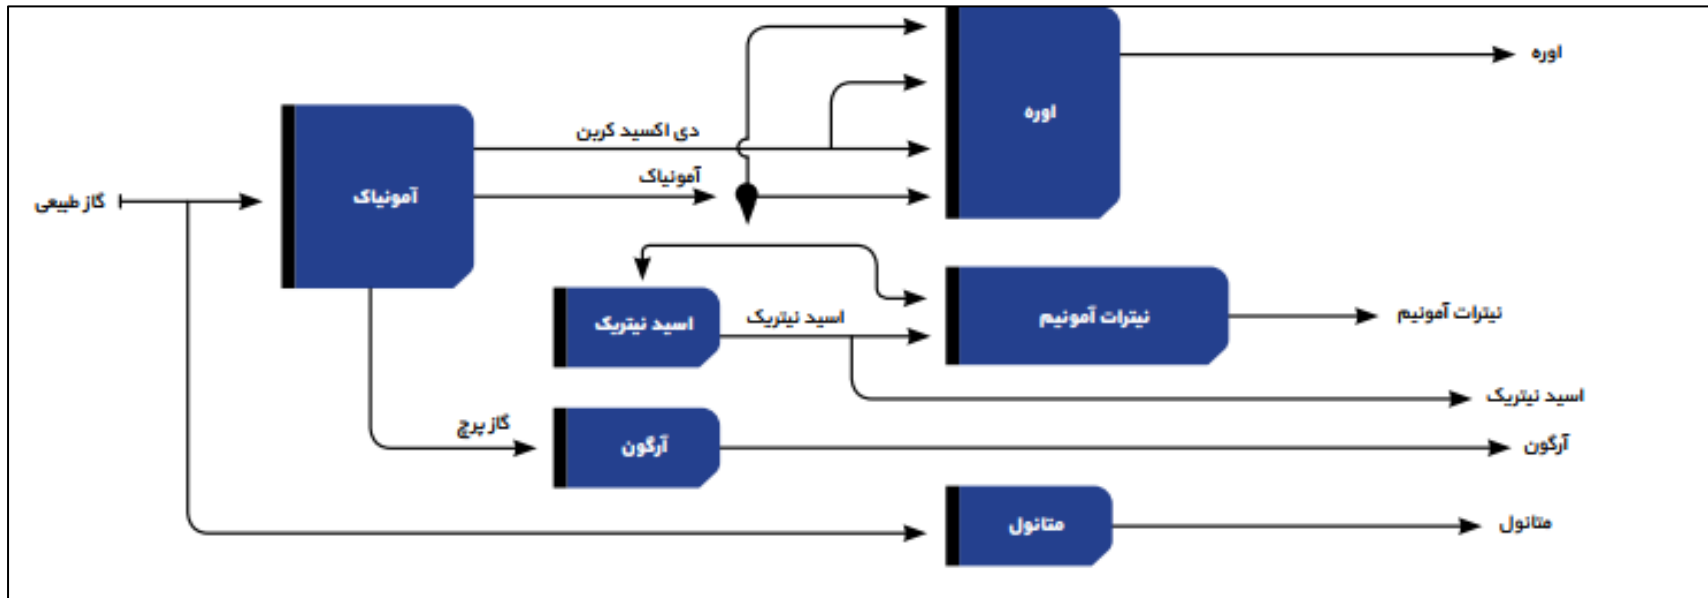 اوره
اوره
دی اکسید کربن
آمونیاک
آمونیاک
گاز طبیعی
نیترات آمونیم
نیترات آمونیم
اسید نیتریک
اسید نیتریک
اسید نیتریک
گاز پرچ
آرگون
آرگون
متانول
متانول